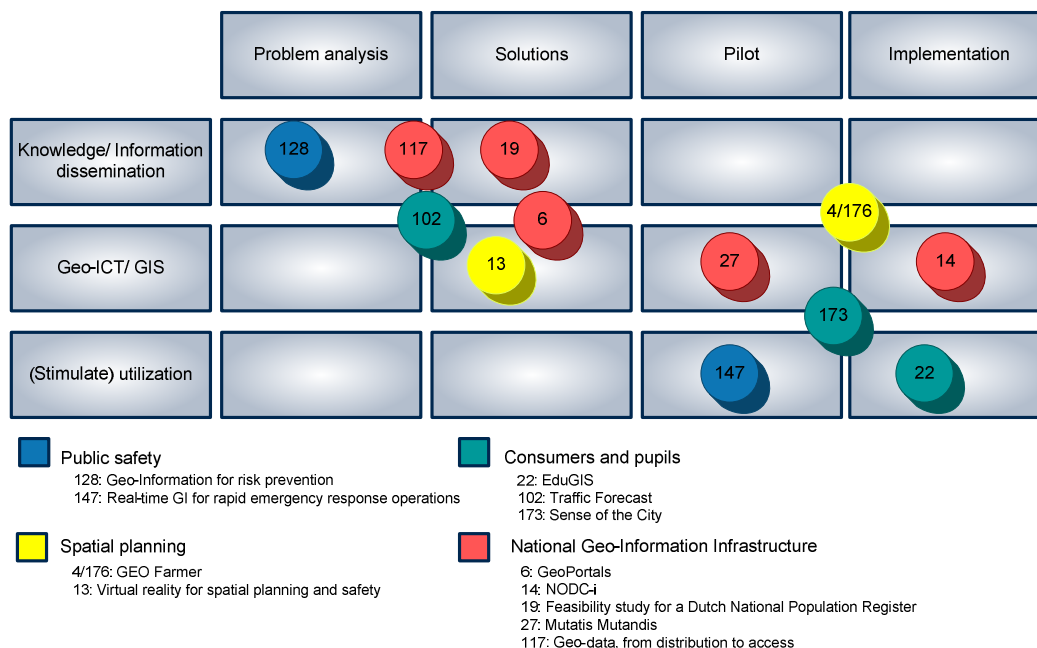 Problem analysis
Solutions
Pilot
Implementation
Knowledge/ Information
dissemination
128
117
19
102
6
4/176
Geo-ICT/ GIS
13
27
14
173
(Stimulate) utilization
147
22
Public safety
128: Geo-Information for risk prevention
147: Real-time GI for rapid emergency response operations
Consumers and pupils
22: EduGIS
102: Traffic Forecast
173: Sense of the City
Spatial planning
4/176: GEO Farmer
13: Virtual reality for spatial planning and safety
National Geo-Information Infrastructure
6: GeoPortals
14: NODC-i
19: Feasibility study for a Dutch National Population Register
27: Mutatis Mutandis
117: Geo-data, from distribution to access